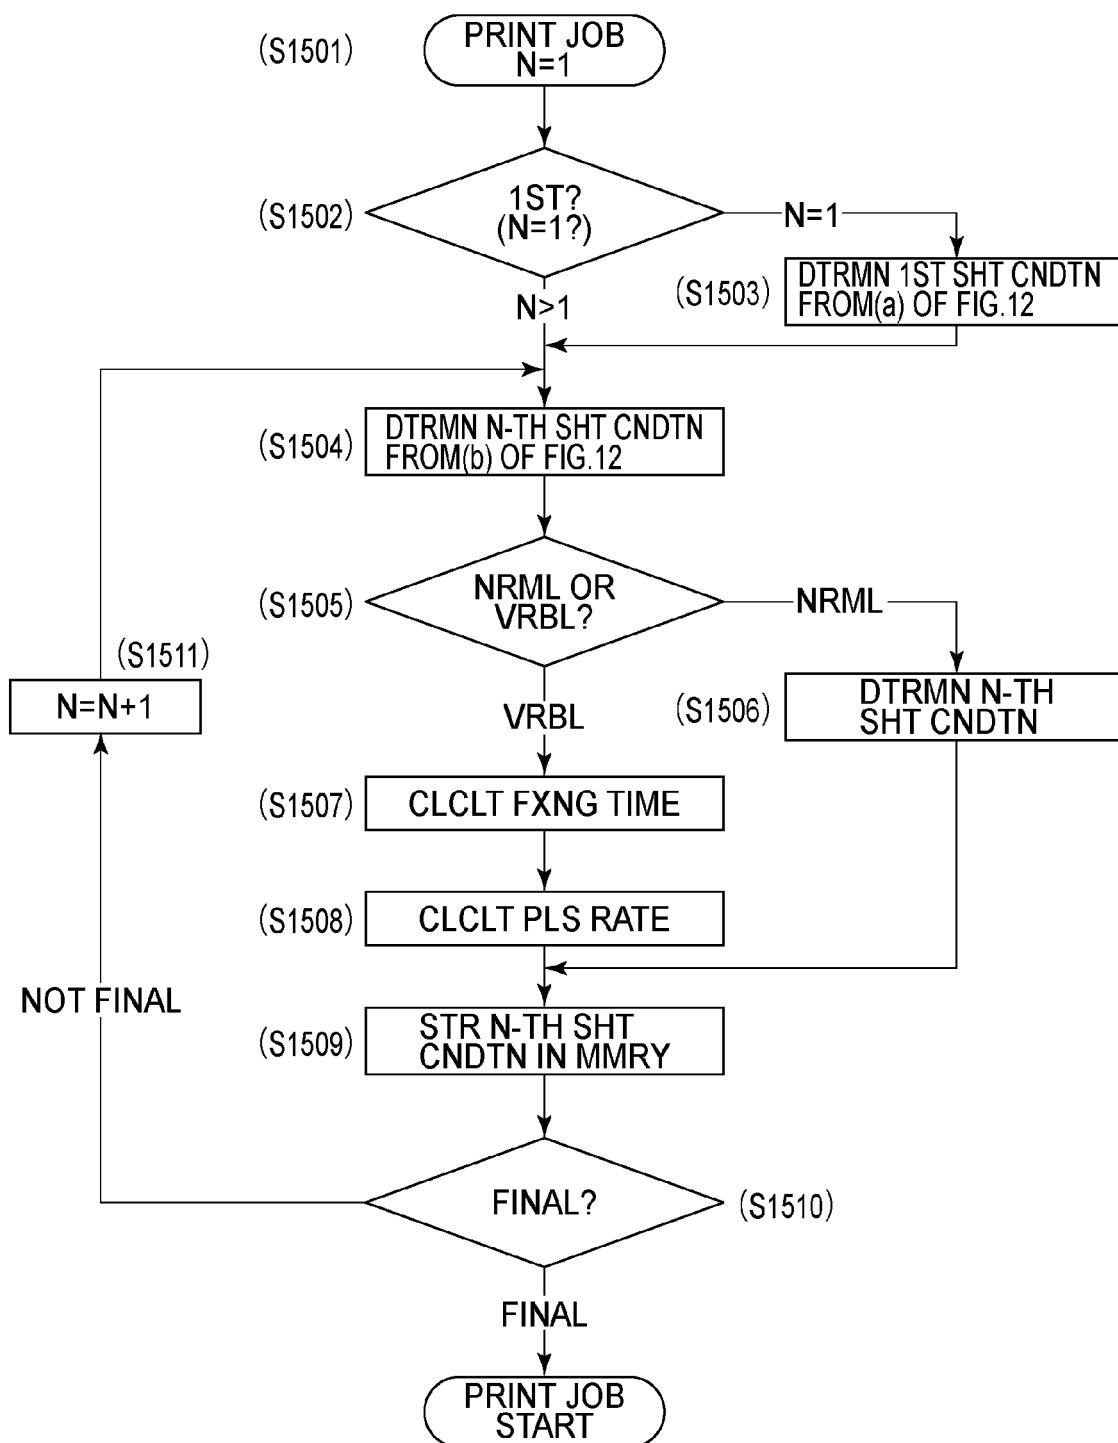 (S1501)
PRINT JOB
N=1
(S1502)
1ST?
(N=1?)
N=1
N>1
(S1503)
DTRMN 1ST SHT CNDTN
FROM(a) OF FIG.12
(S1504)
DTRMN N-TH SHT CNDTN
FROM(b) OF FIG.12
(S1505)
NRML OR
VRBL?
NRML
(S1511)
N=N+1
VRBL
(S1506)
DTRMN N-TH
SHT CNDTN
(S1507)
CLCLT FXNG TIME
(S1508)
CLCLT PLS RATE
NOT FINAL
(S1509)
STR N-TH SHT
CNDTN IN MMRY
FINAL?
(S1510)
FINAL
PRINT JOB
START